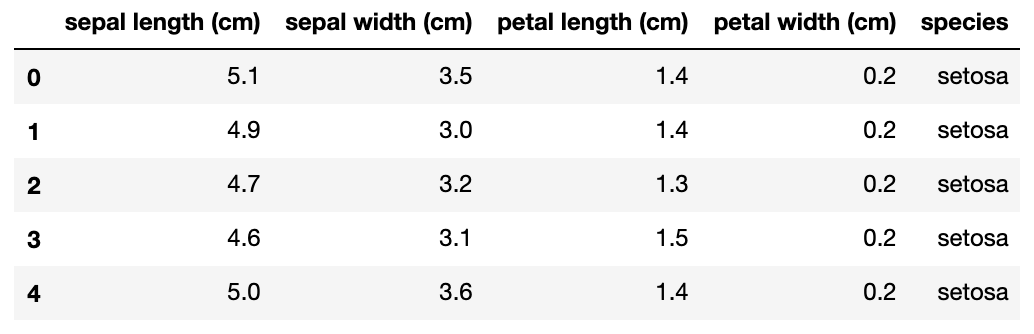 sepal length (cm) sepal width (cm) petal length (cm) petal width (cm) species
0 5.1 3.5 1.4 0.2 setosa
1 4.9 3.0 1.4 0.2 setosa
2 4.7 3.2 1.3 0.2 setosa
3 4.6 3.1 1.5 0.2 setosa
4 5.0 3.6 1.4 0.2 setosa